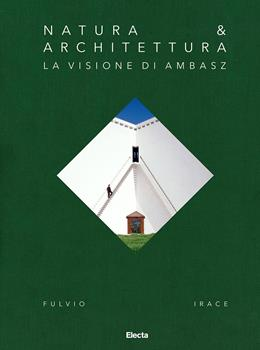 NATURA &
ARCHITETTURA
LA VISIONE DI AMBASZ
FULVIO IRACE
Electa